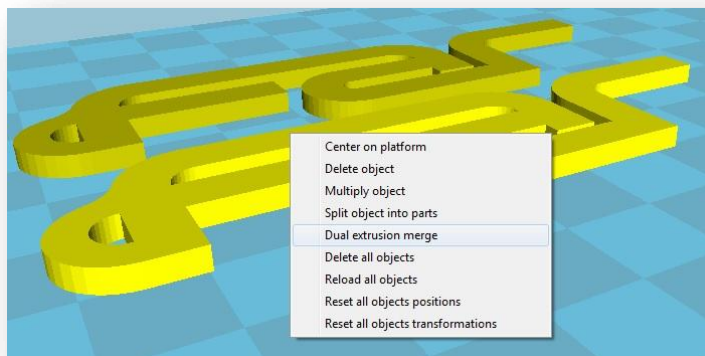 Center on platform
Delete object
Multiply object
Split object into parts
Dual extrusion merge
Delete all objects
Reload all objects
Reset all objects positions
Reset all objects transformations